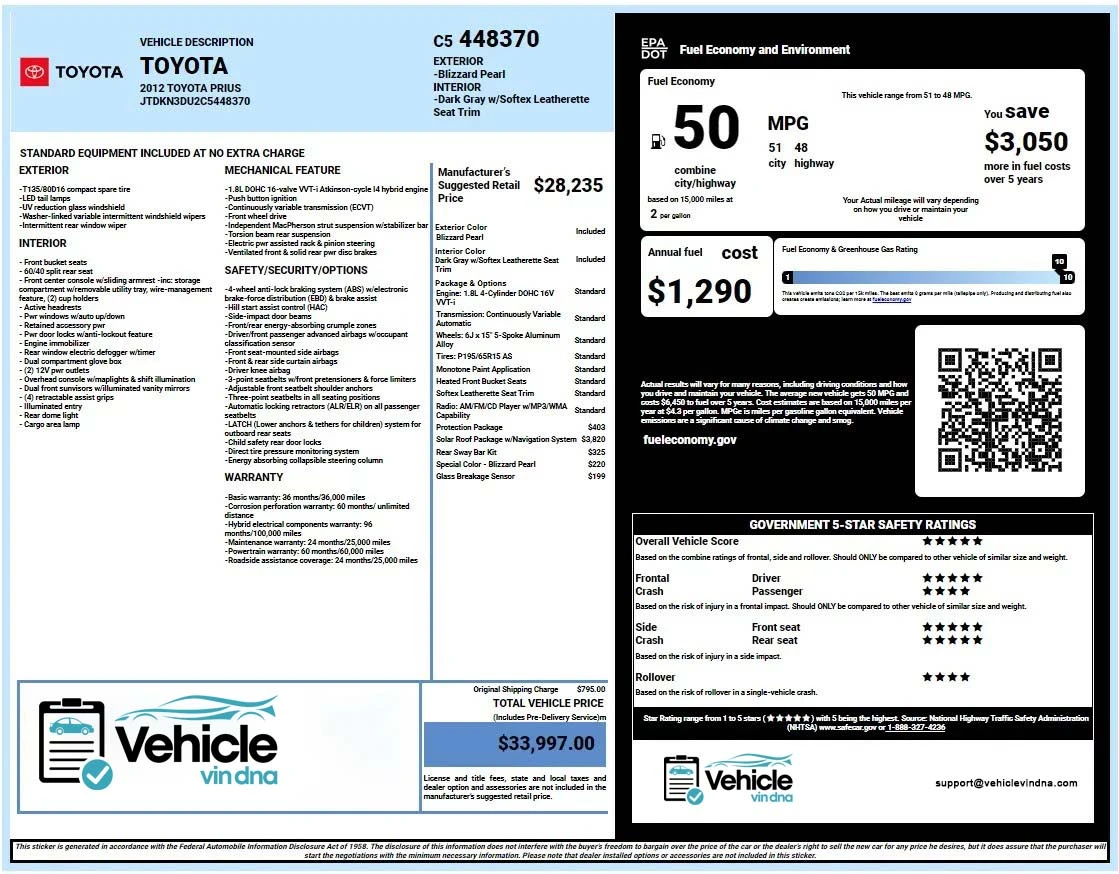 TOYOTA
VEHICLE DESCRIPTION
TOYOTA
2012 TOYOTA PRIUS
JTDKN3DU2C5448370
C5 448370
EXTERIOR
-Blizzard Pearl
INTERIOR
-Dark Gray w/Softex Leatherette
Seat Trim
STANDARD EQUIPMENT INCLUDED AT NO EXTRA CHARGE
EXTERIOR
-T135/80D16 compact spare tire
-LED tail lamps
-UV reduction glass windshield
-Washer-linked variable intermittent windshield wipers
-Intermittent rear window wiper
INTERIOR
- Front bucket seats
- 60/40 split rear seat
- Front center console w/sliding armrest -inc: storage
compartment w/removable utility tray, wire-management
feature, (2) cup holders
- Active headrests
- Pwr windows w/auto up/down
- Retained accessory pwr
- Pwr door locks w/anti-lockout feature
- Engine immobilizer
- Rear window electric defogger w/timer
- Dual compartment glove box
- (2) 12V pwr outlets
- Overhead console w/maplights & shift illumination
- Dual front sunvisors w/illuminated vanity mirrors
- (4) retractable assist grips
- Illuminated entry
- Rear dome light
- Cargo area lamp
MECHANICAL FEATURE
-1.8L DOHC 16-valve VVT-i Atkinson-cycle I4 hybrid engine
-Push button ignition
-Continuously variable transmission (ECVT)
-Front wheel drive
-Independent MacPherson strut suspension w/stabilizer bar
-Torsion beam rear suspension
-Electric pwr assisted rack & pinion steering
-Ventilated front & solid rear pwr disc brakes
SAFETY/SECURITY/OPTIONS
-4-wheel anti-lock braking system (ABS) w/electronic
brake-force distribution (EBD) & brake assist
-Hill start assist control (HAC)
-Side-impact door beams
-Front/rear energy-absorbing crumple zones
-Driver/front passenger advanced airbags w/occupant
classification sensor
-Front seat-mounted side airbags
-Front & rear side curtain airbags
-Driver knee airbag
-3-point seatbelts w/front pretensioners & force limiters
-Adjustable front seatbelt shoulder anchors
-Three-point seatbelts in all seating positions
-Automatic locking retractors (ALR/ELR) on all passenger
seatbelts
-LATCH (Lower anchors & tethers for children) system for
outboard rear seats
-Child safety rear door locks
-Direct tire pressure monitoring system
-Energy absorbing collapsible steering column
WARRANTY
-Basic warranty: 36 months/36,000 miles
-Corrosion perforation warranty: 60 months/ unlimited
distance
-Hybrid electrical components warranty: 96
months/100,000 miles
-Maintenance warranty: 24 months/25,000 miles
-Powertrain warranty: 60 months/60,000 miles
-Roadside assistance coverage: 24 months/25,000 miles
Manufacturer's
Suggested Retail
Price $28,235
Exterior Color
Blizzard Pearl Included
Interior Color
Dark Gray w/Softex Leatherette Seat
Trim Included
Package & Options
Engine: 1.8L 4-Cylinder DOHC 16V
VVT-i Standard
Transmission: Continuously Variable
Automatic Standard
Wheels: 6J x 15" 5-Spoke Aluminum
Alloy Standard
Tires: P195/65R15 AS Standard
Monotone Paint Application Standard
Heated Front Bucket Seats Standard
Softex Leatherette Seat Trim Standard
Radio: AM/FM/CD Player w/MP3/WMA
Capability Standard
Protection Package $403
Solar Roof Package w/Navigation System $3,820
Rear Sway Bar Kit $325
Special Color - Blizzard Pearl $220
Glass Breakage Sensor $199
Vehicle
vin dna
Original Shipping Charge $795.00
TOTAL VEHICLE PRICE
(Includes Pre-Delivery Service)m
$33,997.00
License and title fees, state and local taxes and
dealer option and assessories are not included in the
manufacturer's suggested retail price.
EPA
DOT
Fuel Economy and Environment
Fuel Economy
50
combine
city/highway
MPG
51 48
city highway
This vehicle range from 51 to 48 MPG.
You save
$3,050
more in fuel costs
over 5 years
based on 15,000 miles at
2 per gallon
Your Actual mileage will vary depending
on how you drive or maintain your
vehicle
Annual fuel cost
$1,290
Fuel Economy & Greenhouse Gas Rating
10
1 10
This vehicle emits tons CO2 per 15k miles. The best emits 0 grams per mile (tailpipe only). Producing and distributing fuel also
creates create emissions; learn more at fueleconomy.gov
Actual results will vary for many reasons, including driving conditions and how
you drive and maintain your vehicle. The average new vehicle gets 50 MPG and
costs $6,450 to fuel over 5 years. Cost estimates are based on 15,000 miles per
year at $4.3 per gallon. MPGe is miles per gasoline gallon equivalent. Vehicle
emissions are a significant cause of climate change and smog.
fueleconomy.gov
GOVERNMENT 5-STAR SAFETY RATINGS
Overall Vehicle Score ★★★★★
Based on the combine ratings of frontal, side and rollover. Should ONLY be compared to other vehicle of similar size and weight.
Frontal Driver ★★★★★
Crash Passenger ★★★★
Based on the risk of injury in a frontal impact. Should ONLY be compared to other vehicle of similar size and weight.
Side Front seat ★★★★★
Crash Rear seat ★★★★★
Based on the risk of injury in a side impact.
Rollover ★★★★
Based on the risk of rollover in a single-vehicle crash.
Star Rating range from 1 to 5 stars (★★★★★) with 5 being the highest. Source: National Highway Traffic Safety Administration
(NHTSA) www.safecar.gov or 1-888-327-4236
Vehicle
vin dna
support@vehiclevindna.com
This sticker is generated in accordance with the Federal Automobile Information Disclosure Act of 1958. The disclosure of this information does not interfere with the buyer's freedom to bargain over the price of the car or the dealer's right to sell the new car for any price he desires, but it does assure that the purchaser will
start the negotiations with the minimum necessary information. Please note that dealer installed options or accessories are not included in this sticker.